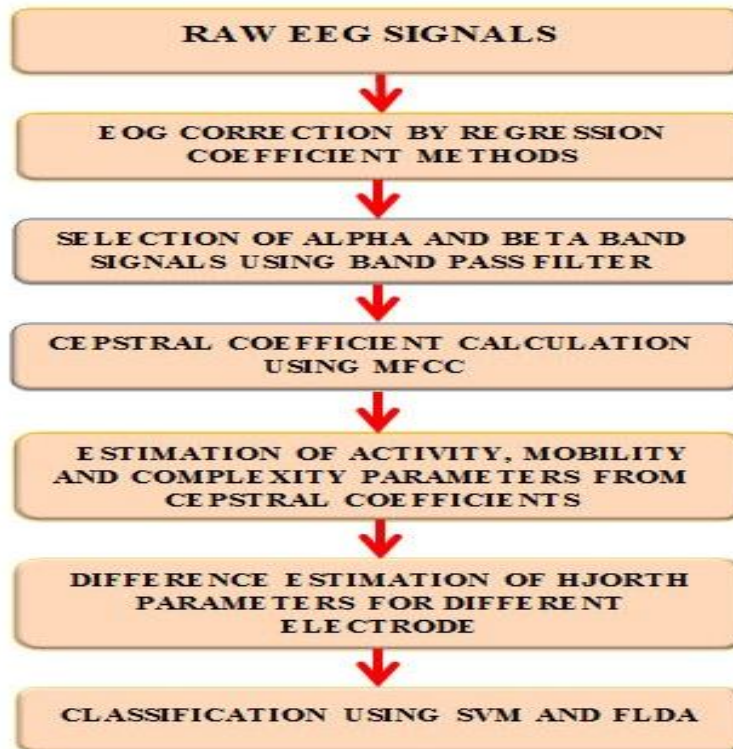 RAW EEG SIGNALS
EOG CORRECTION BY REGRESSION
COEFFICIENT METHODS
SELECTION OF ALPHA AND BETA BAND
SIGNALS USING BAND PASS FILTER
CEPSTRAL COEFFICIENT CALCULATION
USING MFCC
ESTIMATION OF ACTIVITY, MOBILITY
AND COMPLEXITY PARAMETERS FROM
CEPSTRAL COEFFICIENTS
DIFFERENCE ESTIMATION OF HJORTH
PARAMETERS FOR DIFFERENT
ELECTRODE
CLASSIFICATION USING SVM AND FLDA